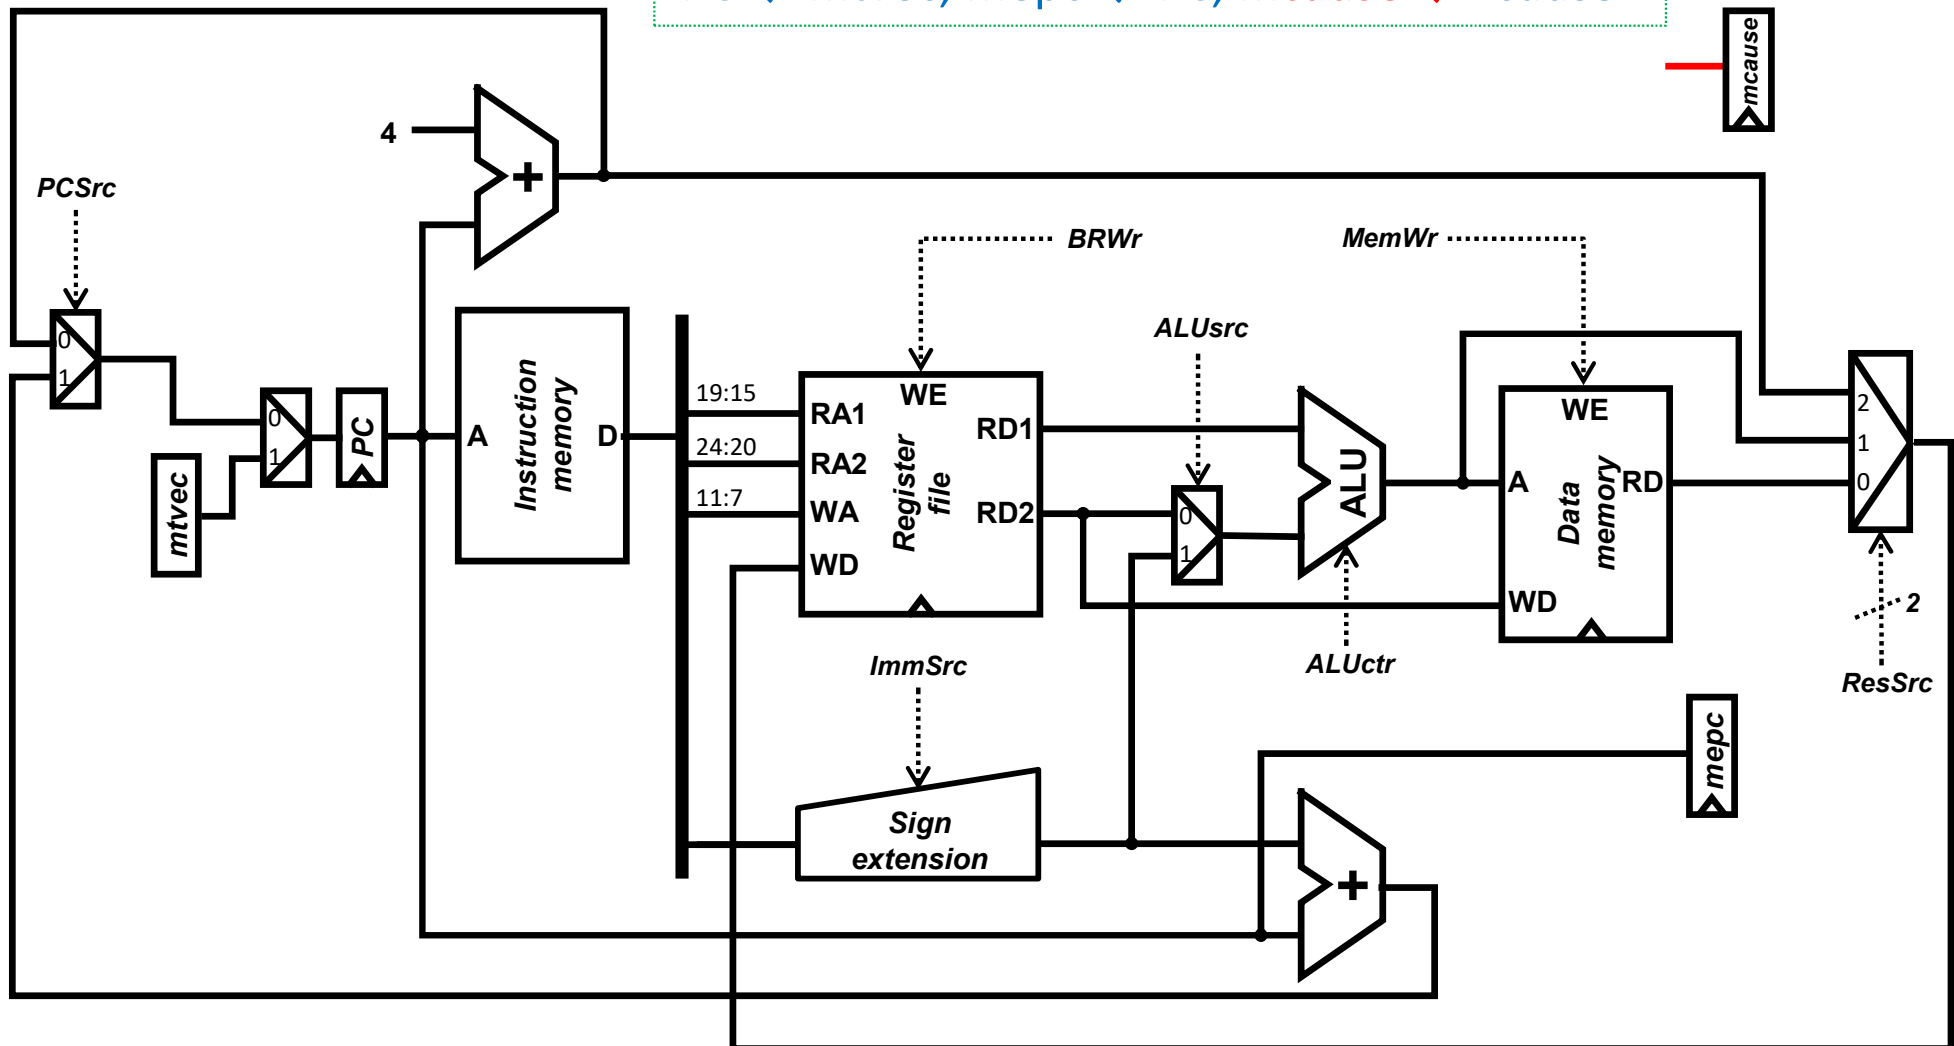 mcause
4
+
PCSrc
BRWr
MemWr
ALUsrc
0
1
0
1
mtvec
PC
A
Instruction
memory
D
19:15
24:20
11:7
WE
RA1
RA2
WA
WD
Register
file
RD1
RD2
0
1
ALU
ALUctr
WE
A
Data
memory
RD
WD
2
1
0
2
ResSrc
ImmSrc
Sign
extension
+
mepc